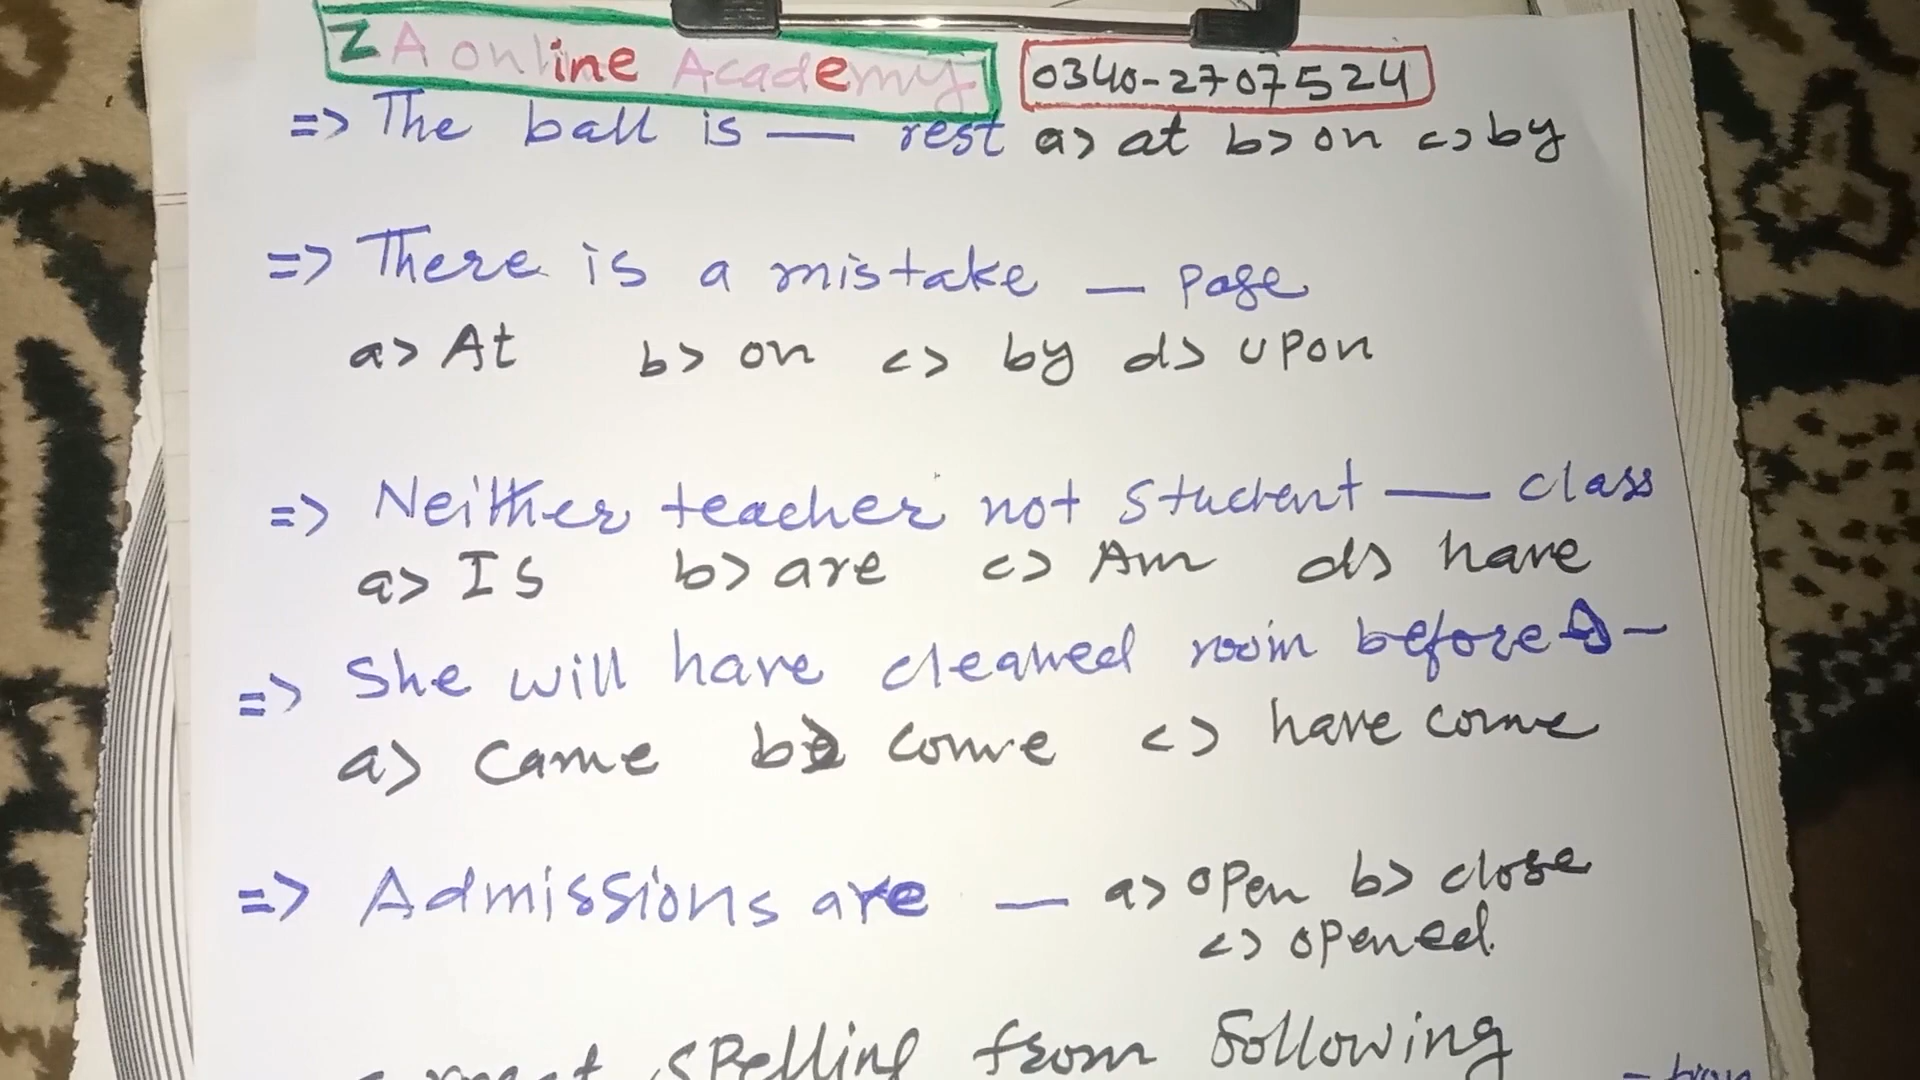 ZA online Academy 0340-2707524
=> The ball is — rest a> at b> on c> by
=> There is a mistake — Page
a> At b> on c> by d> upon
=> Neither teacher not student — class
a> Is b> are c> Am d> have
=> She will have cleaned room before —
a> Came b> Come c> have come
=> Admissions are — a> open b> close
c> opened
spelling from following